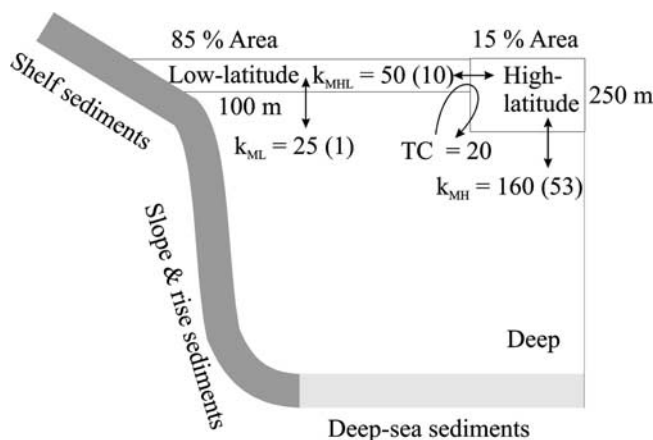 85 % Area
15 % Area
Shelf sediments
Low-latitude k_MHL = 50 (10)
High-
latitude
250 m
100 m
k_ML = 25 (1)
TC = 20
k_MH = 160 (53)
Slope & rise sediments
Deep
Deep-sea sediments